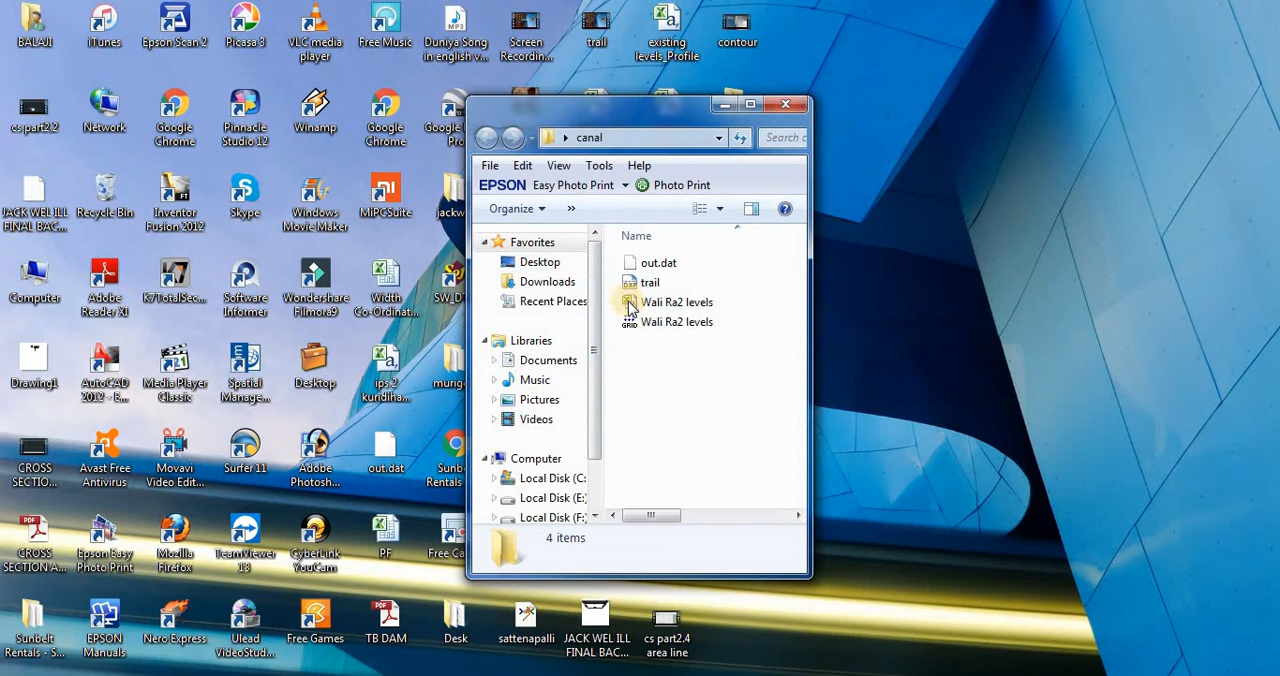 BALAJI
iTunes
Epson Scan 2
Picasa 3
VLC media
player
Free Music
Duniya Song
in english v...
Screen
Recordin...
trail
existing
levels_Profile
contour
cs part2.2
Network
Google
Chrome
Pinnacle
Studio 12
Winamp
Google
Chrome
Google
JACK WEL ILL
FINAL BAC...
Recycle Bin
Inventor
Fusion 2012
Skype
Windows
Movie Maker
MiPCSuite
jackw
Computer
Adobe
Reader XI
K7TotalSec...
Software
Informer
Wondershare
Filmora9
Width
Co-Ordinat...
SW_DT
Drawing1
AutoCAD
2012 - E...
Media Player
Classic
Spatial
Manage...
Desktop
ips 2
kuridiha...
murig
CROSS
SECTIO...
Avast Free
Antivirus
Movavi
Video Edit...
Surfer 11
Adobe
Photosh...
out.dat
Sunb
Rentals -
CROSS
SECTION A...
Epson Easy
Photo Print
Mozilla
Firefox
TeamViewer
13
CyberLink
YouCam
PF
Free Ca
Sunbelt
Rentals - S...
EPSON
Manuals
Nero Express
Ulead
VideoStud...
Free Games
TB DAM
Desk
sattenapalli
JACK WEL ILL
FINAL BAC...
cs part2.4
area line
canal
Search c
File Edit View Tools Help
EPSON Easy Photo Print Photo Print
Organize »
Favorites
Desktop
Downloads
Recent Places
Libraries
Documents
Music
Pictures
Videos
Computer
Local Disk (C:
Local Disk (E:
Local Disk (F:
Name
out.dat
trail
Wali Ra2 levels
GRID Wali Ra2 levels
4 items